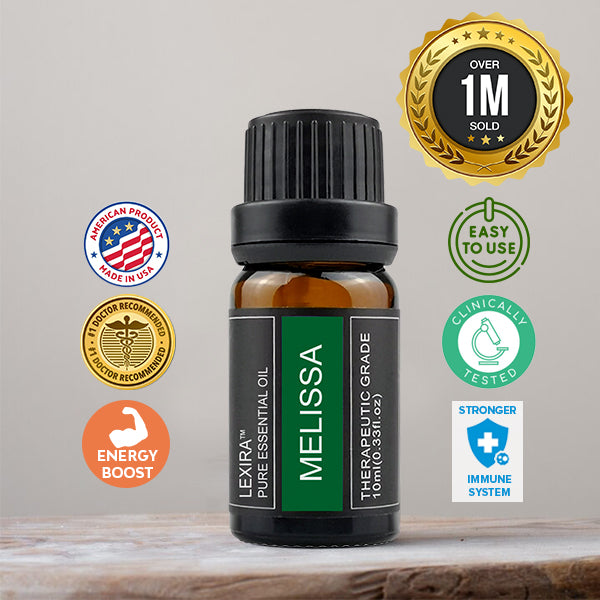 OVER
1M
SOLD
AMERICAN PRODUCT
MADE IN USA
EASY
TO USE
#1 DOCTOR RECOMMENDED
#1 DOCTOR RECOMMENDED
CLINICALLY
TESTED
ENERGY
BOOST
STRONGER
IMMUNE
SYSTEM
LEXIRA™
PURE ESSENTIAL OIL
MELISSA
THERAPEUTIC GRADE
10ml(0.33fl.oz)